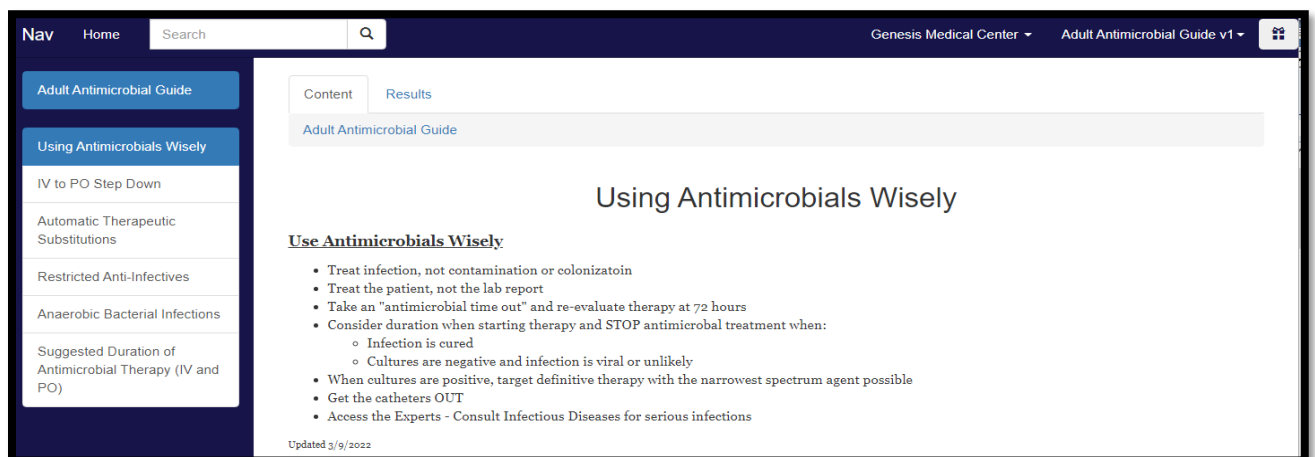 Nav Home Search Genesis Medical Center Adult Antimicrobial Guide v1
Adult Antimicrobial Guide
Using Antimicrobials Wisely
IV to PO Step Down
Automatic Therapeutic
Substitutions
Restricted Anti-Infectives
Anaerobic Bacterial Infections
Suggested Duration of
Antimicrobial Therapy (IV and
PO)
Content Results
Adult Antimicrobial Guide
Using Antimicrobials Wisely
Use Antimicrobials Wisely
Treat infection, not contamination or colonizatoin
Treat the patient, not the lab report
Take an "antimicrobial time out" and re-evaluate therapy at 72 hours
Consider duration when starting therapy and STOP antimicrobal treatment when:
Infection is cured
Cultures are negative and infection is viral or unlikely
When cultures are positive, target definitive therapy with the narrowest spectrum agent possible
Get the catheters OUT
Access the Experts - Consult Infectious Diseases for serious infections
Updated 3/9/2022